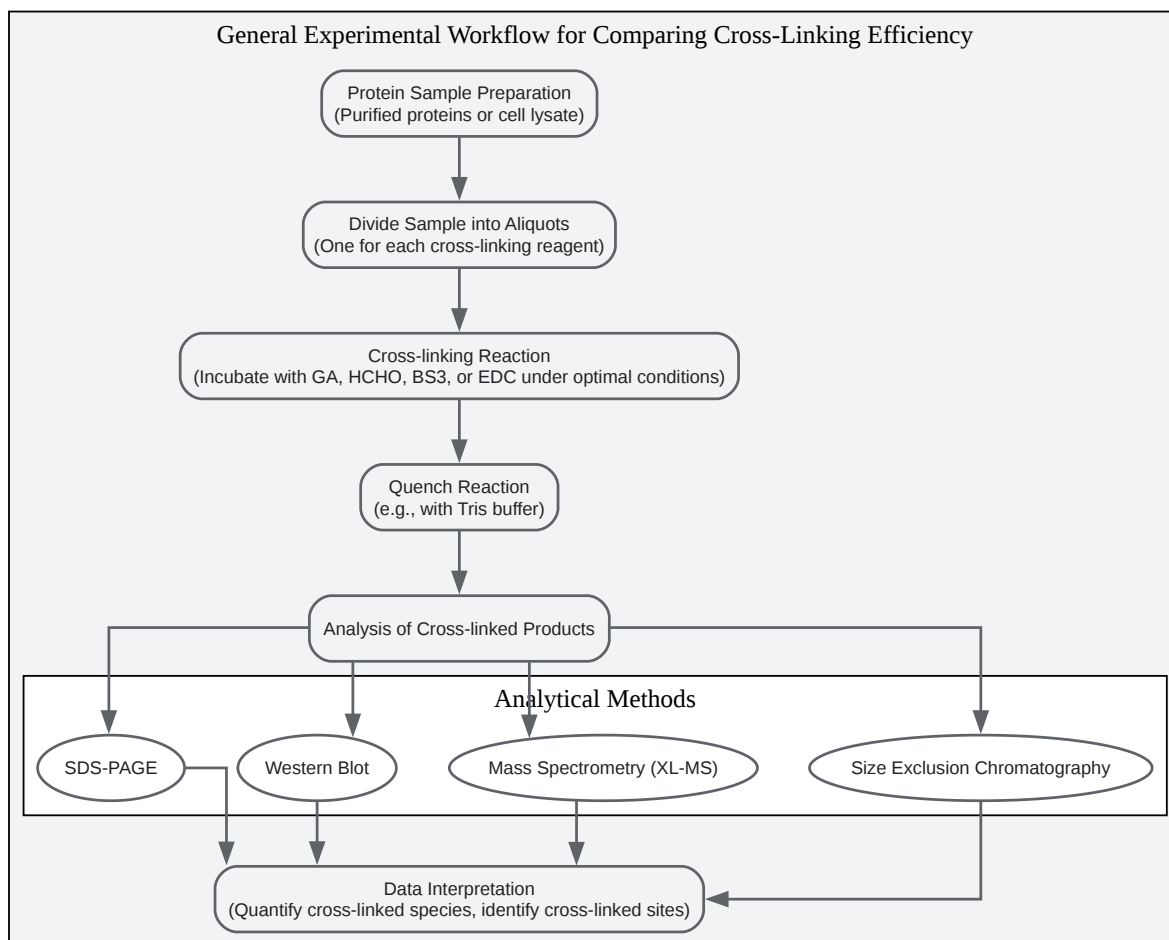 General Experimental Workflow for Comparing Cross-Linking Efficiency
Protein Sample Preparation
(Purified proteins or cell lysate)
Divide Sample into Aliquots
(One for each cross-linking reagent)
Cross-linking Reaction
(Incubate with GA, HCHO, BS3, or EDC under optimal conditions)
Quench Reaction
(e.g., with Tris buffer)
Analysis of Cross-linked Products
Analytical Methods
SDS-PAGE
Western Blot
Mass Spectrometry (XL-MS)
Size Exclusion Chromatography
Data Interpretation
(Quantify cross-linked species, identify cross-linked sites)